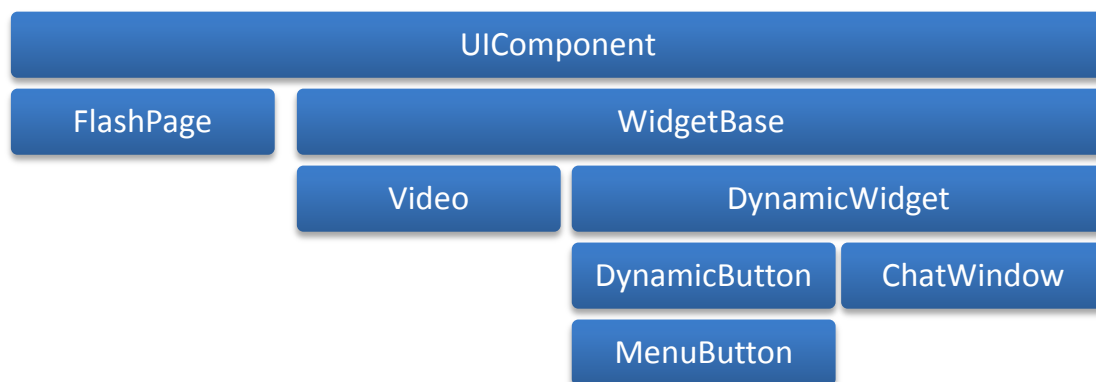 UIComponent
FlashPage
WidgetBase
Video
DynamicWidget
DynamicButton
ChatWindow
MenuButton